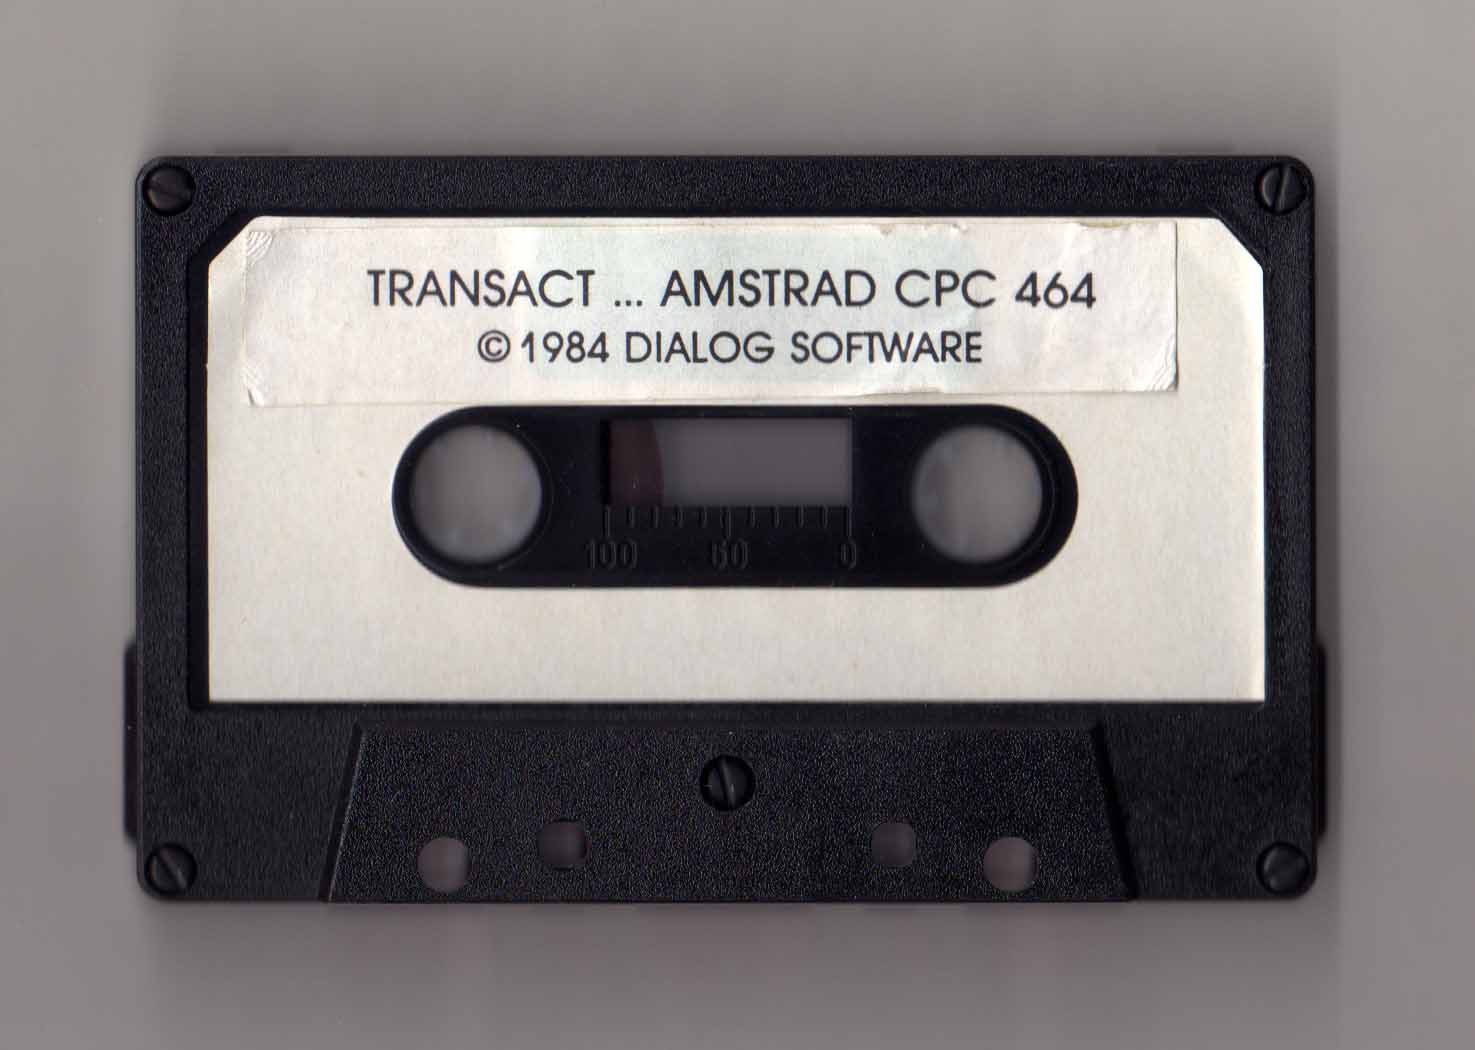 TRANSACT ... AMSTRAD CPC 464
© 1984 DIALOG SOFTWARE
100 50 0